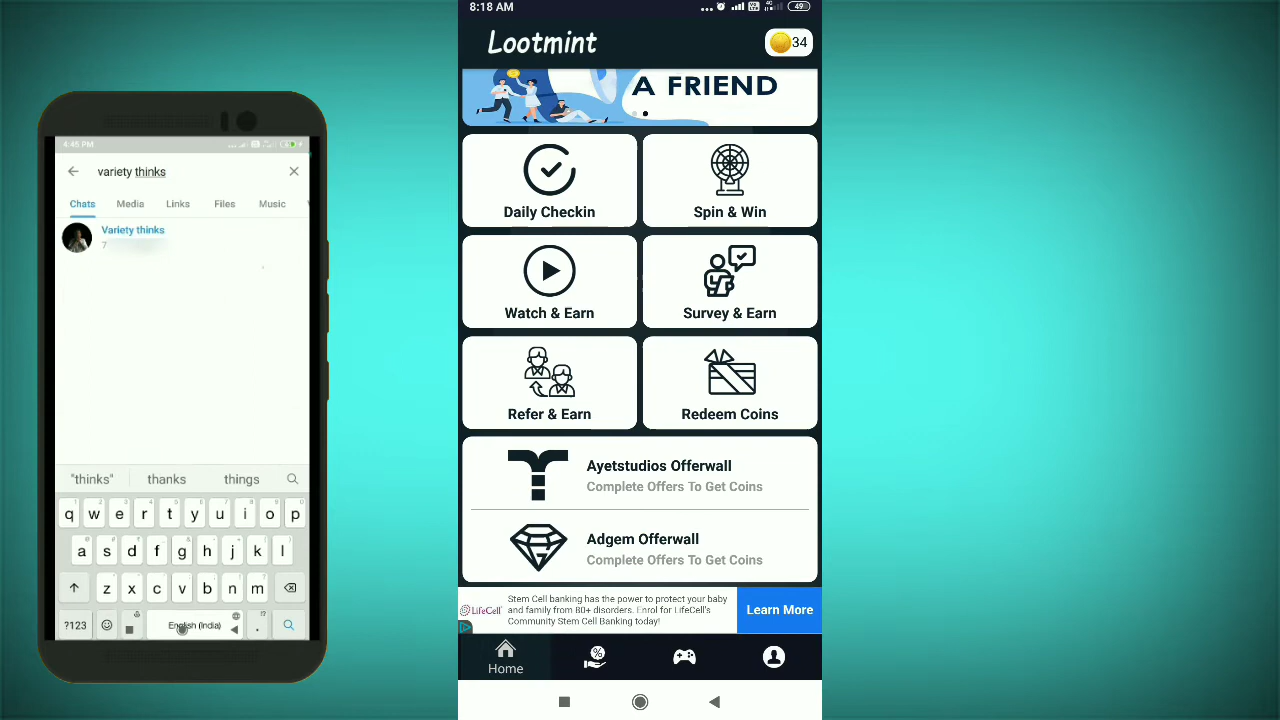 4:45 PM
variety thinks
Chats Media Links Files Music
Variety thinks
7
"thinks" thanks things
q w e r t y u i o p
a s d f g h j k l
z x c v b n m
?123 English (India) .
8:18 AM
4G
49
Lootmint
34
A FRIEND
Daily Checkin
Spin & Win
Watch & Earn
Survey & Earn
Refer & Earn
Redeem Coins
Ayetstudios Offerwall
Complete Offers To Get Coins
Adgem Offerwall
Complete Offers To Get Coins
LifeCell
Stem Cell banking has the power to protect your baby
and family from 80+ disorders. Enrol for LifeCell's
Community Stem Cell Banking today!
Learn More
Home